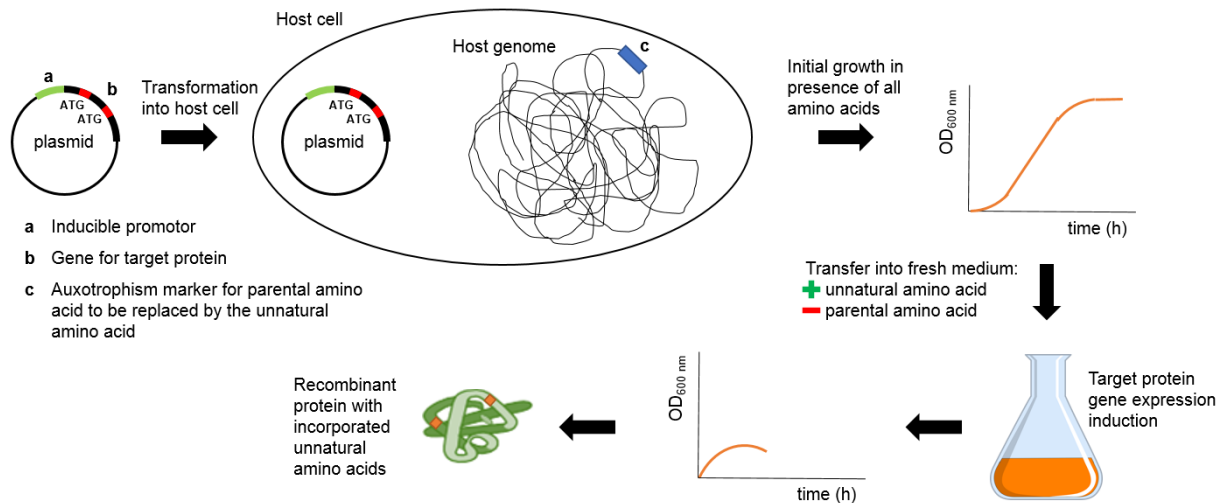 Host cell
a
b
ATG
ATG
plasmid
Transformation
into host cell
ATG
ATG
plasmid
Host genome
c
Initial growth in
presence of all
amino acids
OD600 nm
time (h)
a Inducible promotor
b Gene for target protein
c Auxotrophism marker for parental amino
acid to be replaced by the unnatural
amino acid
Transfer into fresh medium:
+ unnatural amino acid
− parental amino acid
Target protein
gene expression
induction
OD600 nm
time (h)
Recombinant
protein with
incorporated
unnatural
amino acids